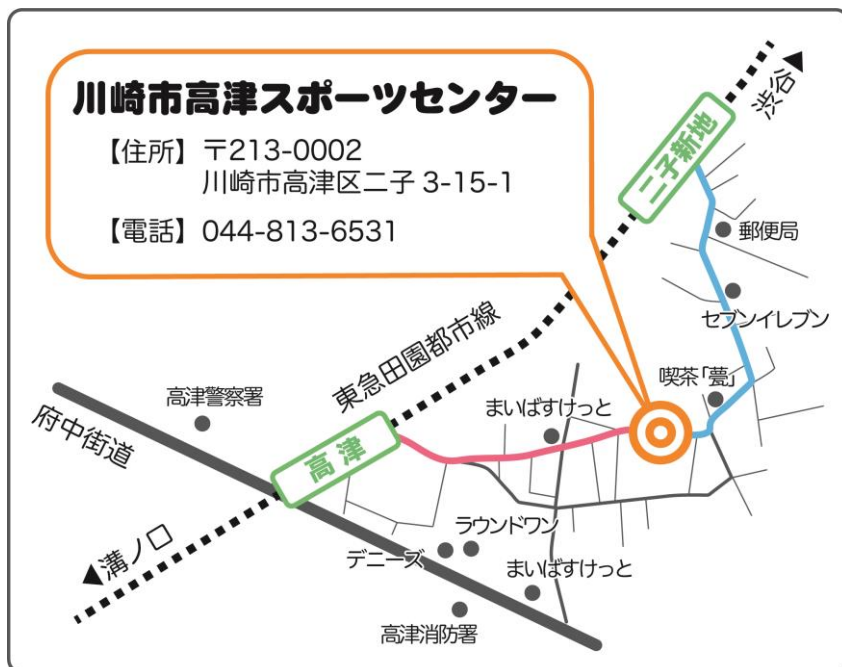 川崎市高津スポーツセンター
【住所】〒213-0002
川崎市高津区二子 3-15-1
【電話】044-813-6531
渋谷
二子新地
郵便局
セブンイレブン
喫茶「甍」
東急田園都市線
高津警察署
まいばすけっと
府中街道
高津
溝ノ口
ラウンドワン
デニーズ
まいばすけっと
高津消防署